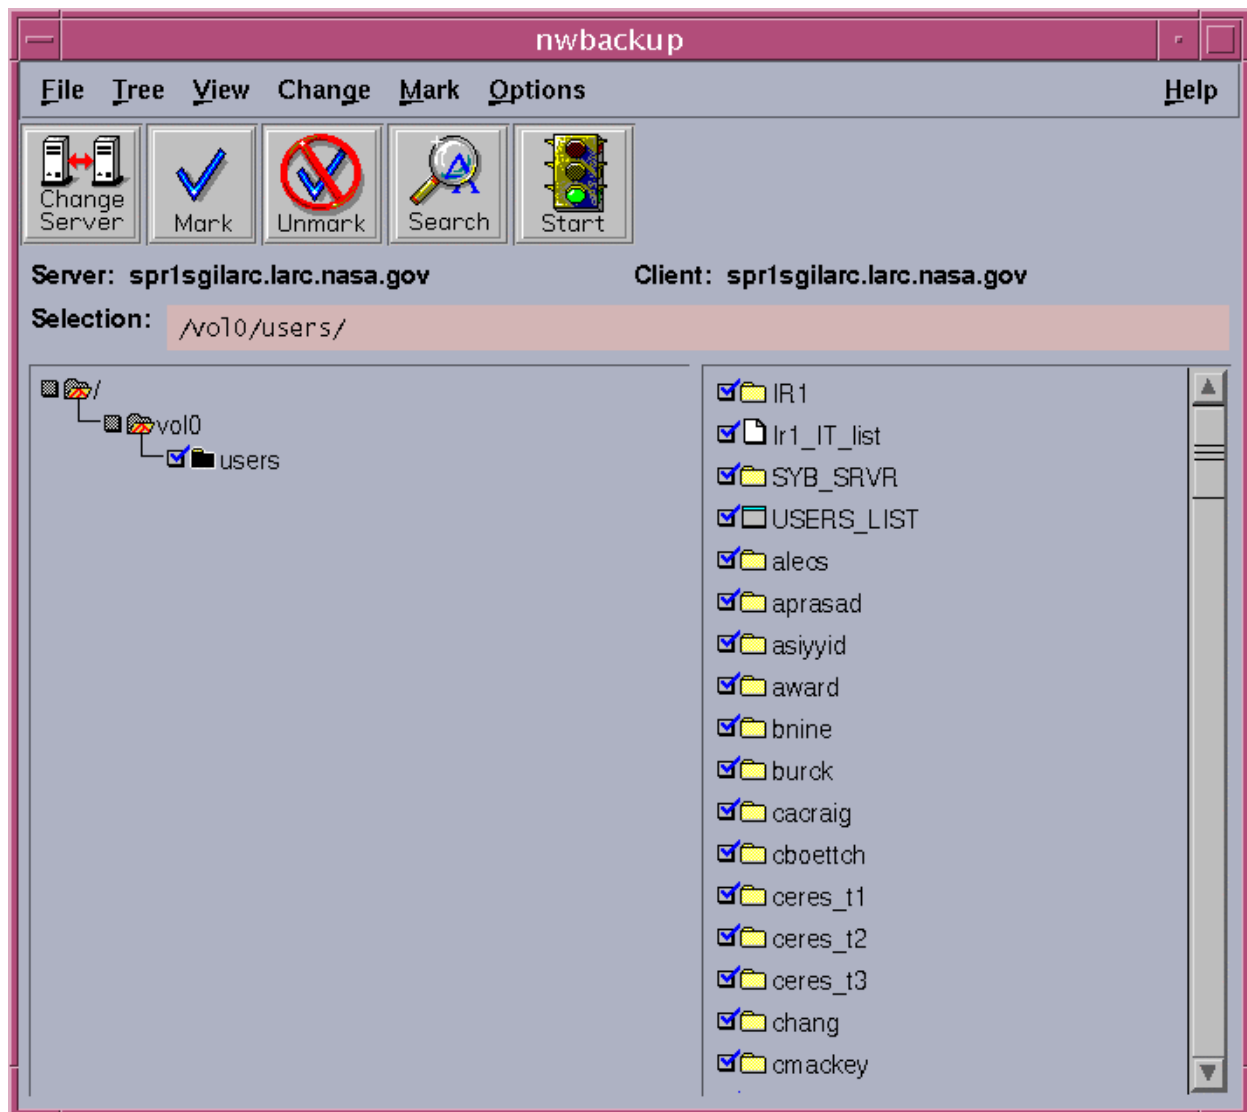 nwbackup
File Tree View Change Mark Options Help
Change Server Mark Unmark Search Start
Server: spr1sgilarc.larc.nasa.gov Client: spr1sgilarc.larc.nasa.gov
Selection: /vol0/users/
/
vol0
users
IR1
Ir1_IT_list
SYB_SRVR
USERS_LIST
alecs
aprasad
asiyyid
award
bnine
burck
cacraig
cboettch
ceres_t1
ceres_t2
ceres_t3
chang
cmackey